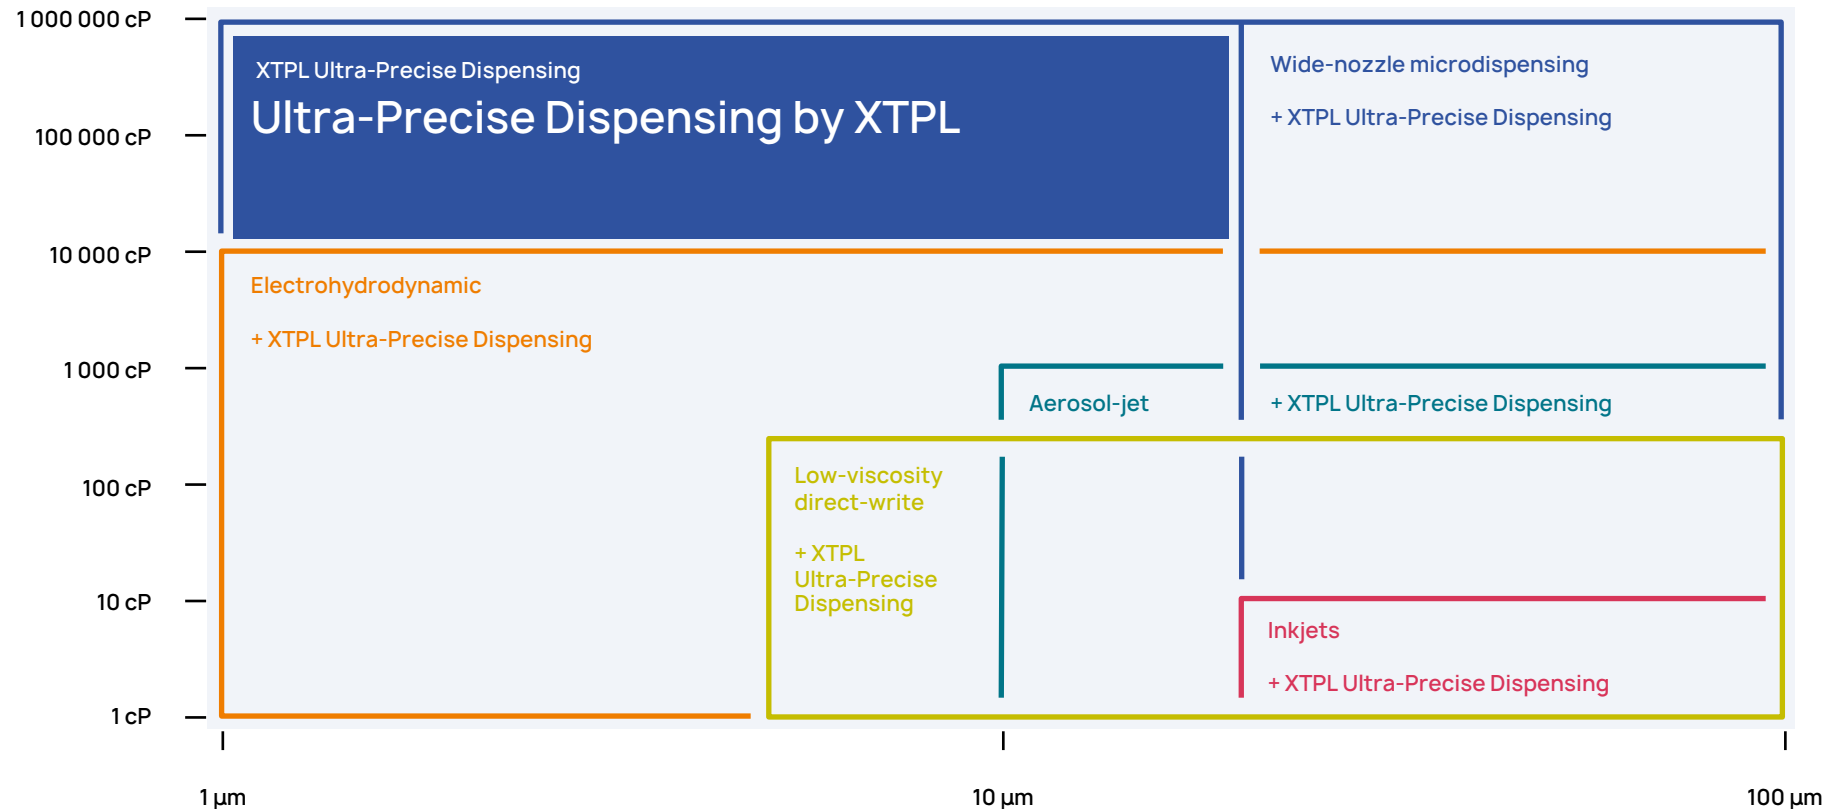 1 000 000 cP
XTPL Ultra-Precise Dispensing
Ultra-Precise Dispensing by XTPL
Wide-nozzle microdispensing
+ XTPL Ultra-Precise Dispensing
100 000 cP
10 000 cP
Electrohydrodynamic
+ XTPL Ultra-Precise Dispensing
1 000 cP
Aerosol-jet
+ XTPL Ultra-Precise Dispensing
100 cP
Low-viscosity
direct-write
+ XTPL
Ultra-Precise
Dispensing
10 cP
Inkjets
+ XTPL Ultra-Precise Dispensing
1 cP
1 µm
10 µm
100 µm